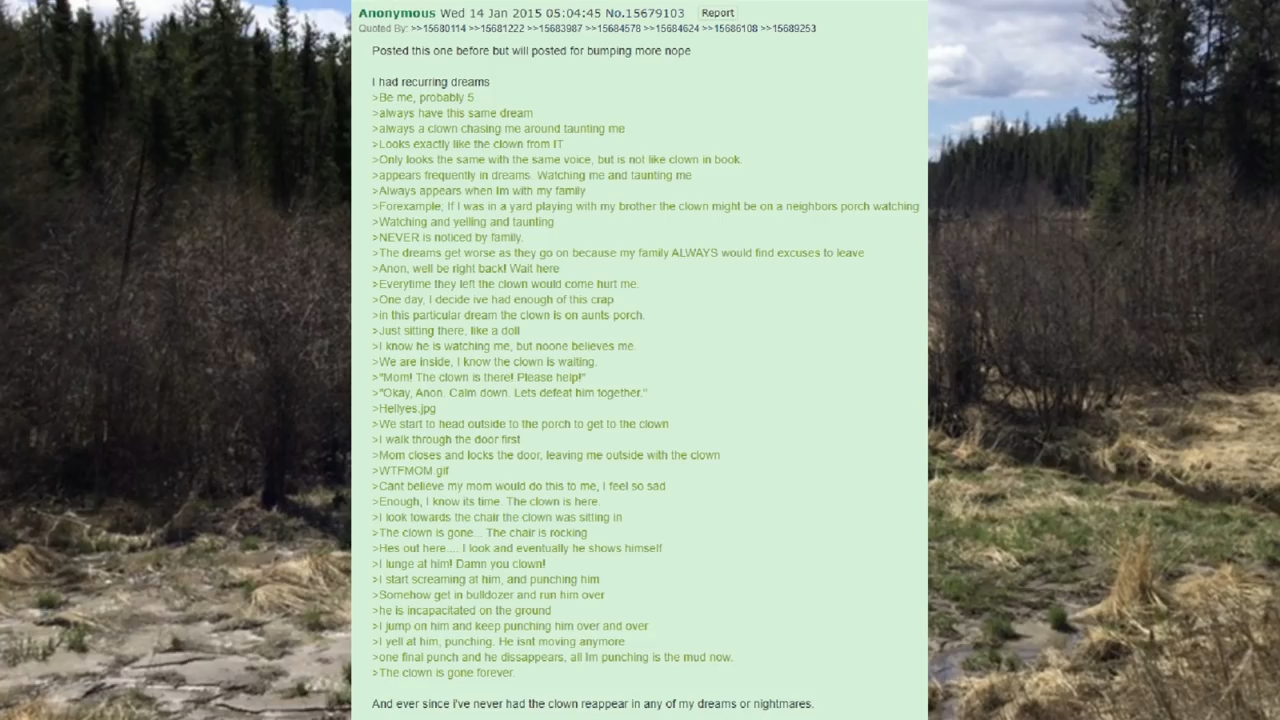 Anonymous Wed 14 Jan 2015 05:04:45 No.15679103 Report
Quoted By: >>15680114 >>15681222 >>15683987 >>15684578 >>15684624 >>15686108 >>15689253
Posted this one before but will posted for bumping more nope
I had recurring dreams
>Be me, probably 5
>always have this same dream
>always a clown chasing me around taunting me
>Looks exactly like the clown from IT
>Only looks the same with the same voice, but is not like clown in book.
>appears frequently in dreams. Watching me and taunting me
>Always appears when Im with my family
>Forexample; If I was in a yard playing with my brother the clown might be on a neighbors porch watching
>Watching and yelling and taunting
>NEVER is noticed by family.
>The dreams get worse as they go on because my family ALWAYS would find excuses to leave
>Anon, well be right back! Wait here
>Everytime they left the clown would come hurt me.
>One day, I decide ive had enough of this crap
>in this particular dream the clown is on aunts porch.
>Just sitting there, like a doll
>I know he is watching me, but noone believes me.
>We are inside, I know the clown is waiting.
>"Mom! The clown is there! Please help!"
>"Okay, Anon. Calm down. Lets defeat him together."
>Hellyes.jpg
>We start to head outside to the porch to get to the clown
>I walk through the door first
>Mom closes and locks the door, leaving me outside with the clown
>WTFMOM.gif
>Cant believe my mom would do this to me, I feel so sad
>Enough, I know its time. The clown is here.
>I look towards the chair the clown was sitting in
>The clown is gone... The chair is rocking
>Hes out here.... I look and eventually he shows himself
>I lunge at him! Damn you clown!
>I start screaming at him, and punching him
>Somehow get in bulldozer and run him over
>he is incapacitated on the ground
>I jump on him and keep punching him over and over
>I yell at him, punching. He isnt moving anymore
>one final punch and he dissappears, all Im punching is the mud now.
>The clown is gone forever.
And ever since i've never had the clown reappear in any of my dreams or nightmares.